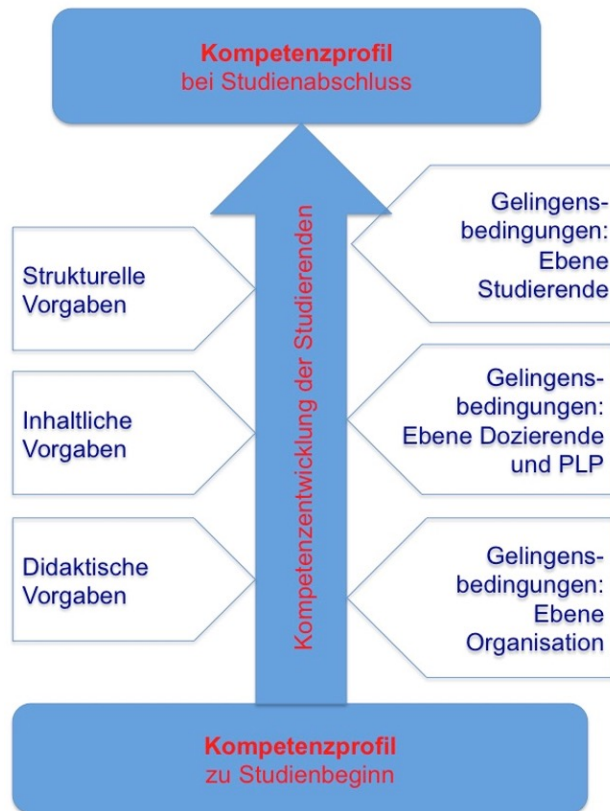 Kompetenzprofil
bei Studienabschluss
Kompetenzentwicklung der Studierenden
Strukturelle
Vorgaben
Inhaltliche
Vorgaben
Didaktische
Vorgaben
Gelingens-
bedingungen:
Ebene
Studierende
Gelingens-
bedingungen:
Ebene Dozierende
und PLP
Gelingens-
bedingungen:
Ebene
Organisation
Kompetenzprofil
zu Studienbeginn